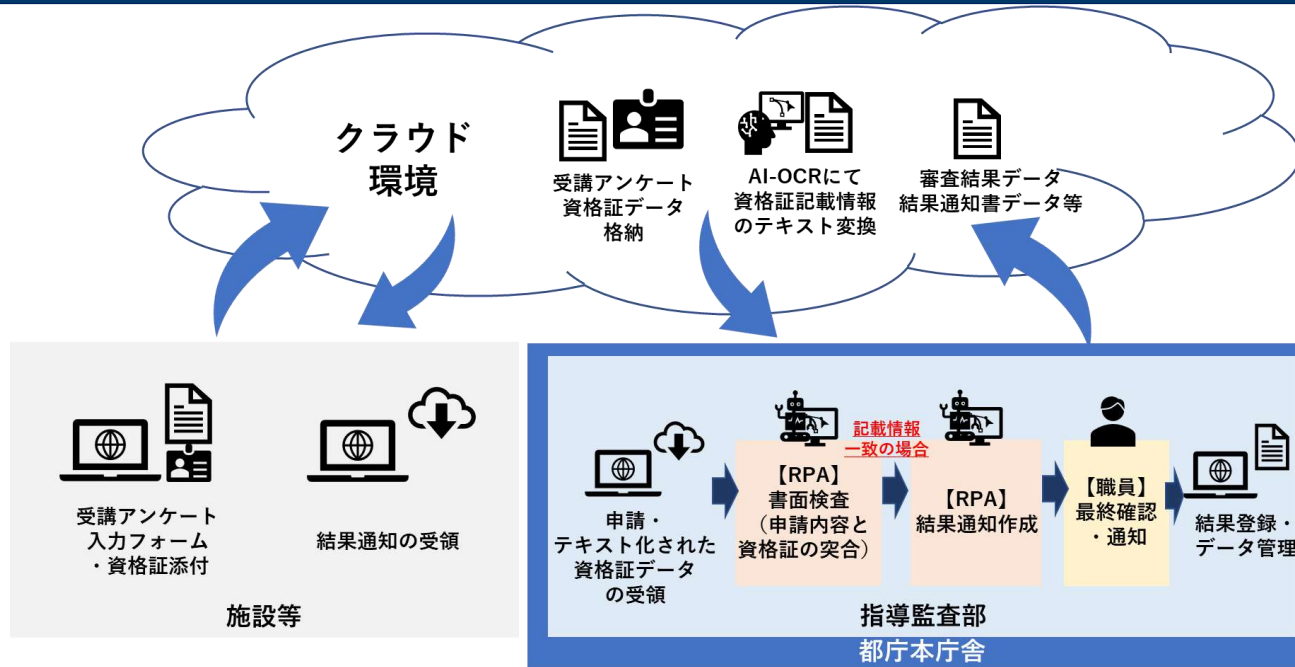 クラウド
環境
受講アンケート
資格証データ
格納
AI-OCRにて
資格証記載情報
のテキスト変換
審査結果データ
結果通知書データ等
受講アンケート
入力フォーム
・資格証添付
結果通知の受領
施設等
申請・
テキスト化された
資格証データ
の受領
【RPA】
書面検査
（申請内容と
資格証の突合）
記載情報
一致の場合
【RPA】
結果通知作成
【職員】
最終確認
・通知
結果登録・
データ管理
指導監査部
都庁本庁舎